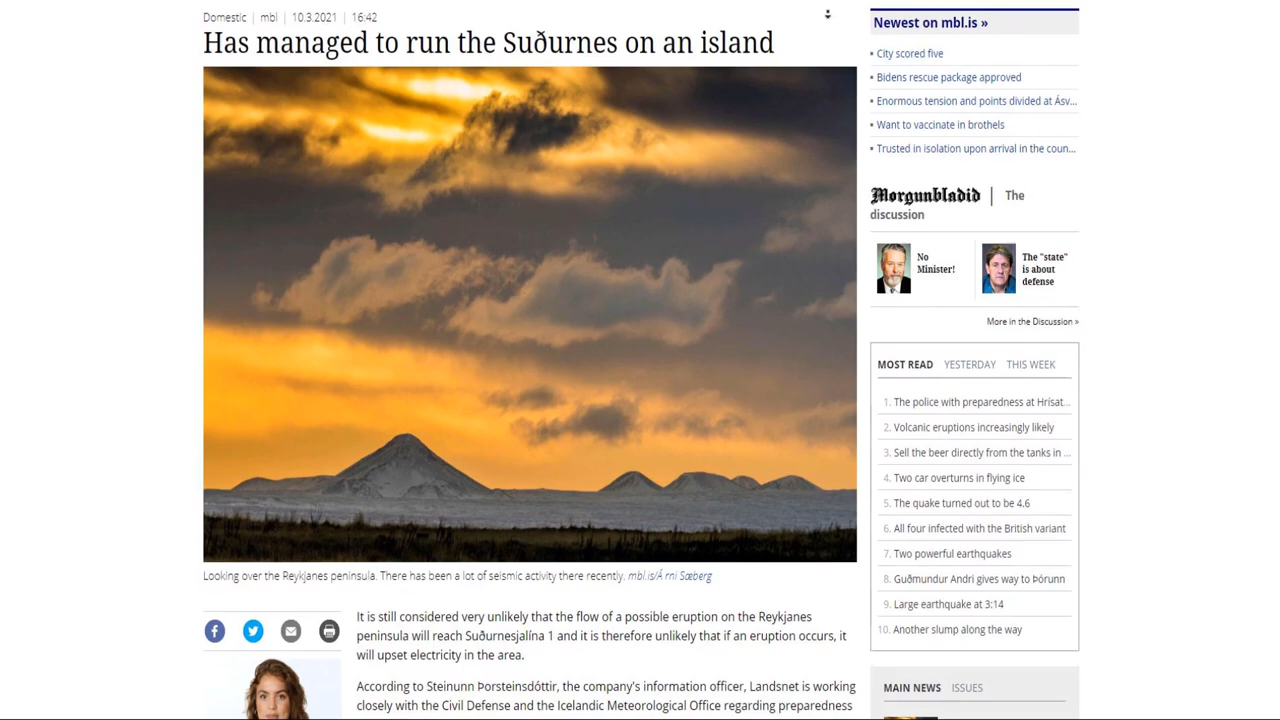 Domestic | mbl | 10.3.2021 | 16:42
Has managed to run the Suðurnes on an island
Looking over the Reykjanes peninsula. There has been a lot of seismic activity there recently. mbl.is/Á rni Sæberg
It is still considered very unlikely that the flow of a possible eruption on the Reykjanes
peninsula will reach Suðurnesjalína 1 and it is therefore unlikely that if an eruption occurs, it
will upset electricity in the area.
According to Steinunn Þorsteinsdóttir, the company's information officer, Landsnet is working
closely with the Civil Defense and the Icelandic Meteorological Office regarding preparedness
Newest on mbl.is »
City scored five
Bidens rescue package approved
Enormous tension and points divided at Ásv...
Want to vaccinate in brothels
Trusted in isolation upon arrival in the coun...
Morgunbladid | The
discussion
No
Minister!
The "state"
is about
defense
More in the Discussion »
MOST READ YESTERDAY THIS WEEK
1. The police with preparedness at Hrísat...
2. Volcanic eruptions increasingly likely
3. Sell the beer directly from the tanks in ...
4. Two car overturns in flying ice
5. The quake turned out to be 4.6
6. All four infected with the British variant
7. Two powerful earthquakes
8. Guðmundur Andri gives way to Þórunn
9. Large earthquake at 3:14
10. Another slump along the way
MAIN NEWS ISSUES